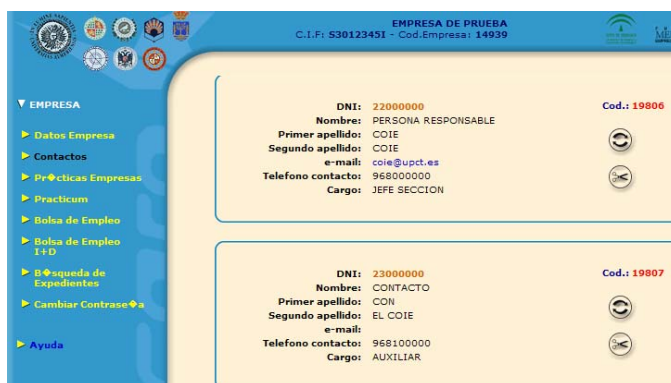 EMPRESA DE PRUEBA
C.I.F: S3012345I - Cod.Empresa: 14939
EMPRESA
Datos Empresa
Contactos
Pr�cticas Empresas
Practicum
Bolsa de Empleo
Bolsa de Empleo
I+D
B�squeda de
Expedientes
Cambiar Contrase�a
Ayuda
DNI: 22000000 Cod.: 19806
Nombre: PERSONA RESPONSABLE
Primer apellido: COIE
Segundo apellido: COIE
e-mail: coie@upct.es
Telefono contacto: 968000000
Cargo: JEFE SECCION
DNI: 23000000 Cod.: 19807
Nombre: CONTACTO
Primer apellido: CON
Segundo apellido: EL COIE
e-mail:
Telefono contacto: 968100000
Cargo: AUXILIAR